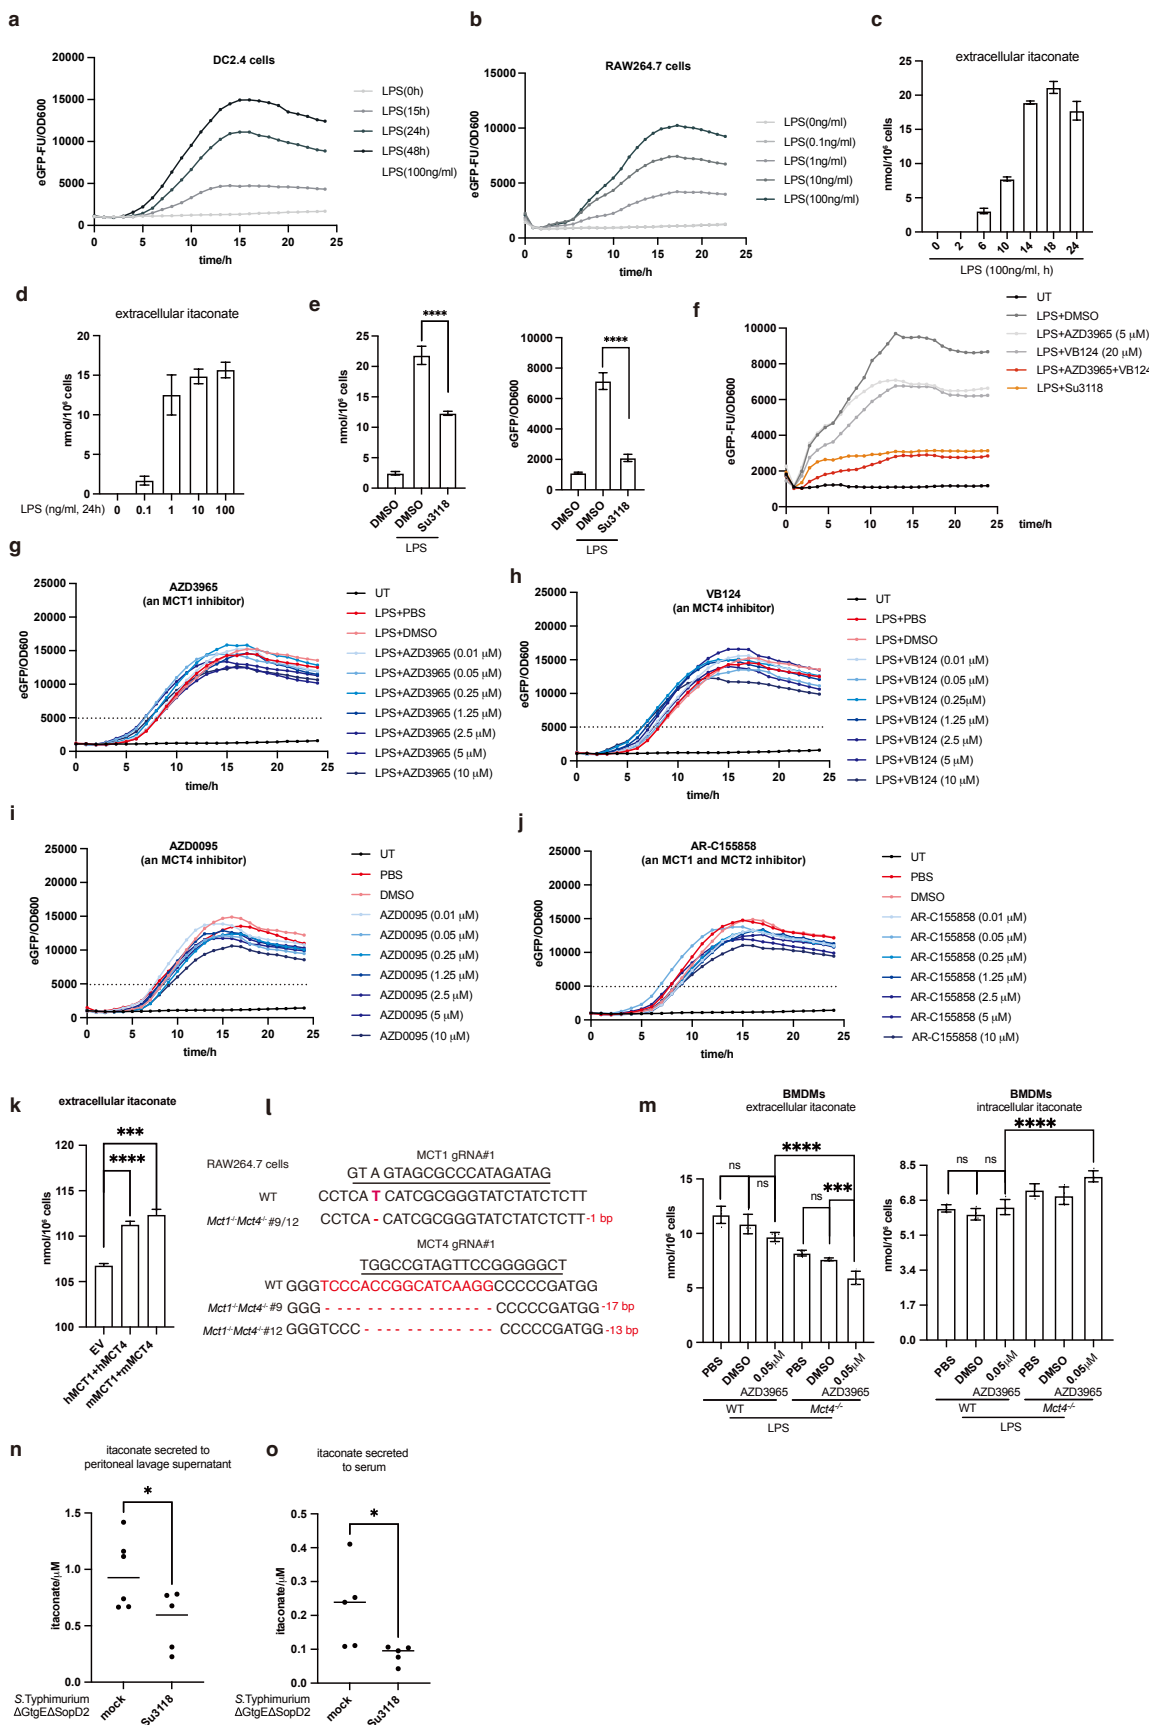 a
DC2.4 cells
eGFP-FU/OD600
20000
15000
10000
5000
0
0 5 10 15 20 25
time/h
LPS(0h)
LPS(15h)
LPS(24h)
LPS(48h)
LPS(100ng/ml)
b
RAW264.7 cells
eGFP-FU/OD600
15000
10000
5000
0
0 5 10 15 20 25
time/h
LPS(0ng/ml)
LPS(0.1ng/ml)
LPS(1ng/ml)
LPS(10ng/ml)
LPS(100ng/ml)
c
extracellular itaconate
nmol/10⁶ cells
25
20
15
10
5
0
0 2 6 10 14 18 24
LPS (100ng/ml, h)
d
extracellular itaconate
nmol/10⁶ cells
20
15
10
5
0
LPS (ng/ml, 24h) 0 0.1 1 10 100
e
****
nmol/10⁶ cells
25
20
15
10
5
0
DMSO DMSO Su3118
LPS
****
eGFP/OD600
10000
8000
6000
4000
2000
0
DMSO DMSO Su3118
LPS
f
eGFP-FU/OD600
10000
8000
6000
4000
2000
0
0 5 10 15 20 25 time/h
UT
LPS+DMSO
LPS+AZD3965 (5 μM)
LPS+VB124 (20 μM)
LPS+AZD3965+VB124
LPS+Su3118
g
AZD3965
(an MCT1 inhibitor)
eGFP/OD600
25000
20000
15000
10000
5000
0
0 5 10 15 20 25
time/h
UT
LPS+PBS
LPS+DMSO
LPS+AZD3965 (0.01 μM)
LPS+AZD3965 (0.05 μM)
LPS+AZD3965 (0.25 μM)
LPS+AZD3965 (1.25 μM)
LPS+AZD3965 (2.5 μM)
LPS+AZD3965 (5 μM)
LPS+AZD3965 (10 μM)
h
VB124
(an MCT4 inhibitor)
eGFP/OD600
25000
20000
15000
10000
5000
0
0 5 10 15 20 25
time/h
UT
LPS+PBS
LPS+DMSO
LPS+VB124 (0.01 μM)
LPS+VB124 (0.05 μM)
LPS+VB124 (0.25μM)
LPS+VB124 (1.25 μM)
LPS+VB124 (2.5 μM)
LPS+VB124 (5 μM)
LPS+VB124 (10 μM)
i
AZD0095
(an MCT4 inhibitor)
eGFP/OD600
25000
20000
15000
10000
5000
0
0 5 10 15 20 25
time/h
UT
PBS
DMSO
AZD0095 (0.01 μM)
AZD0095 (0.05 μM)
AZD0095 (0.25 μM)
AZD0095 (1.25 μM)
AZD0095 (2.5 μM)
AZD0095 (5 μM)
AZD0095 (10 μM)
j
AR-C155858
(an MCT1 and MCT2 inhibitor)
eGFP/OD600
25000
20000
15000
10000
5000
0
0 5 10 15 20 25
time/h
UT
PBS
DMSO
AR-C155858 (0.01 μM)
AR-C155858 (0.05 μM)
AR-C155858 (0.25 μM)
AR-C155858 (1.25 μM)
AR-C155858 (2.5 μM)
AR-C155858 (5 μM)
AR-C155858 (10 μM)
k
extracellular itaconate
***
****
nmol/10⁶ cells
120
115
110
105
100
EV hMCT1+hMCT4 mMCT1+mMCT4
l
MCT1 gRNA#1
RAW264.7 cells
GT A GTAGCGCCCATAGATAG
WT CCTCA T CATCGCGGGTATCTATCTCTT
Mct1⁻/⁻Mct4⁻/⁻ #9/12 CCTCA - CATCGCGGGTATCTATCTCTT -1 bp
MCT4 gRNA#1
TGGCCGTAGTTCCGGGGGCT
WT GGGTCCCACCGGCATCAAGGCCCCCGATGG
Mct1⁻/⁻Mct4⁻/⁻#9 GGG - - - - - - - - - - - - - - - - - CCCCCGATGG -17 bp
Mct1⁻/⁻Mct4⁻/⁻#12 GGGTCCC - - - - - - - - - - - - - CCCCCGATGG -13 bp
m
BMDMs
extracellular itaconate
****
ns ns ns ***
nmol/10⁶ cells
15
10
5
0
PBS DMSO 0.05μM PBS DMSO 0.05μM
AZD3965 AZD3965
WT Mct4⁻/⁻
LPS
BMDMs
intracellular itaconate
****
ns ns
nmol/10⁶ cells
8.5
6.8
5.1
3.4
1.7
0.0
PBS DMSO 0.05μM PBS DMSO 0.05μM
AZD3965 AZD3965
WT Mct4⁻/⁻
LPS
n
itaconate secreted to
peritoneal lavage supernatant
*
itaconate/μM
1.5
1.0
0.5
0.0
S.Typhimurium
ΔGtgEΔSopD2
mock Su3118
o
itaconate secreted
to serum
*
itaconate/μM
0.5
0.4
0.3
0.2
0.1
0.0
S.Typhimurium
ΔGtgEΔSopD2
mock Su3118